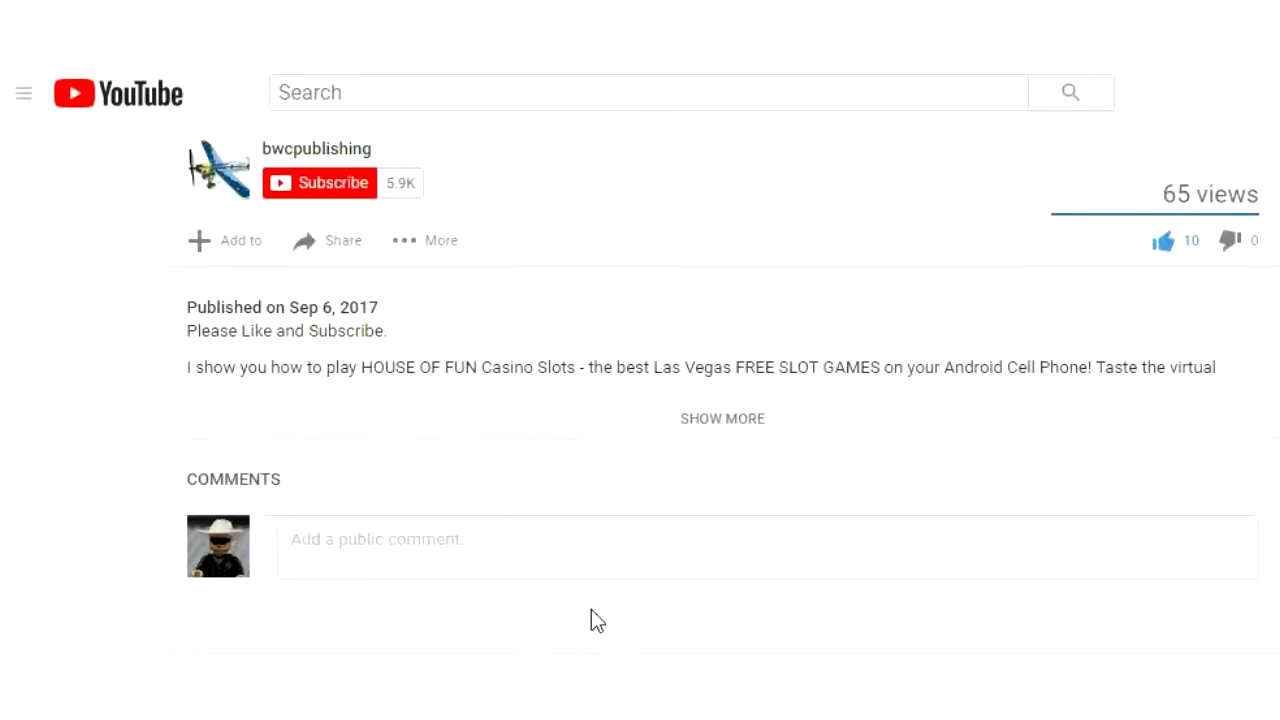 YouTube
Search
bwcpublishing
Subscribe 5.9K
65 views
Add to Share More
10 0
Published on Sep 6, 2017
Please Like and Subscribe.
I show you how to play HOUSE OF FUN Casino Slots - the best Las Vegas FREE SLOT GAMES on your Android Cell Phone! Taste the virtual
SHOW MORE
COMMENTS
Add a public comment..